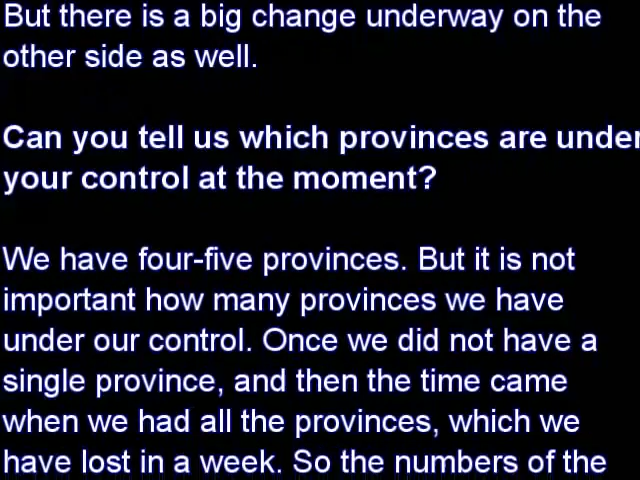 But there is a big change underway on the
other side as well.
Can you tell us which provinces are under
your control at the moment?
We have four-five provinces. But it is not
important how many provinces we have
under our control. Once we did not have a
single province, and then the time came
when we had all the provinces, which we
have lost in a week. So the numbers of the